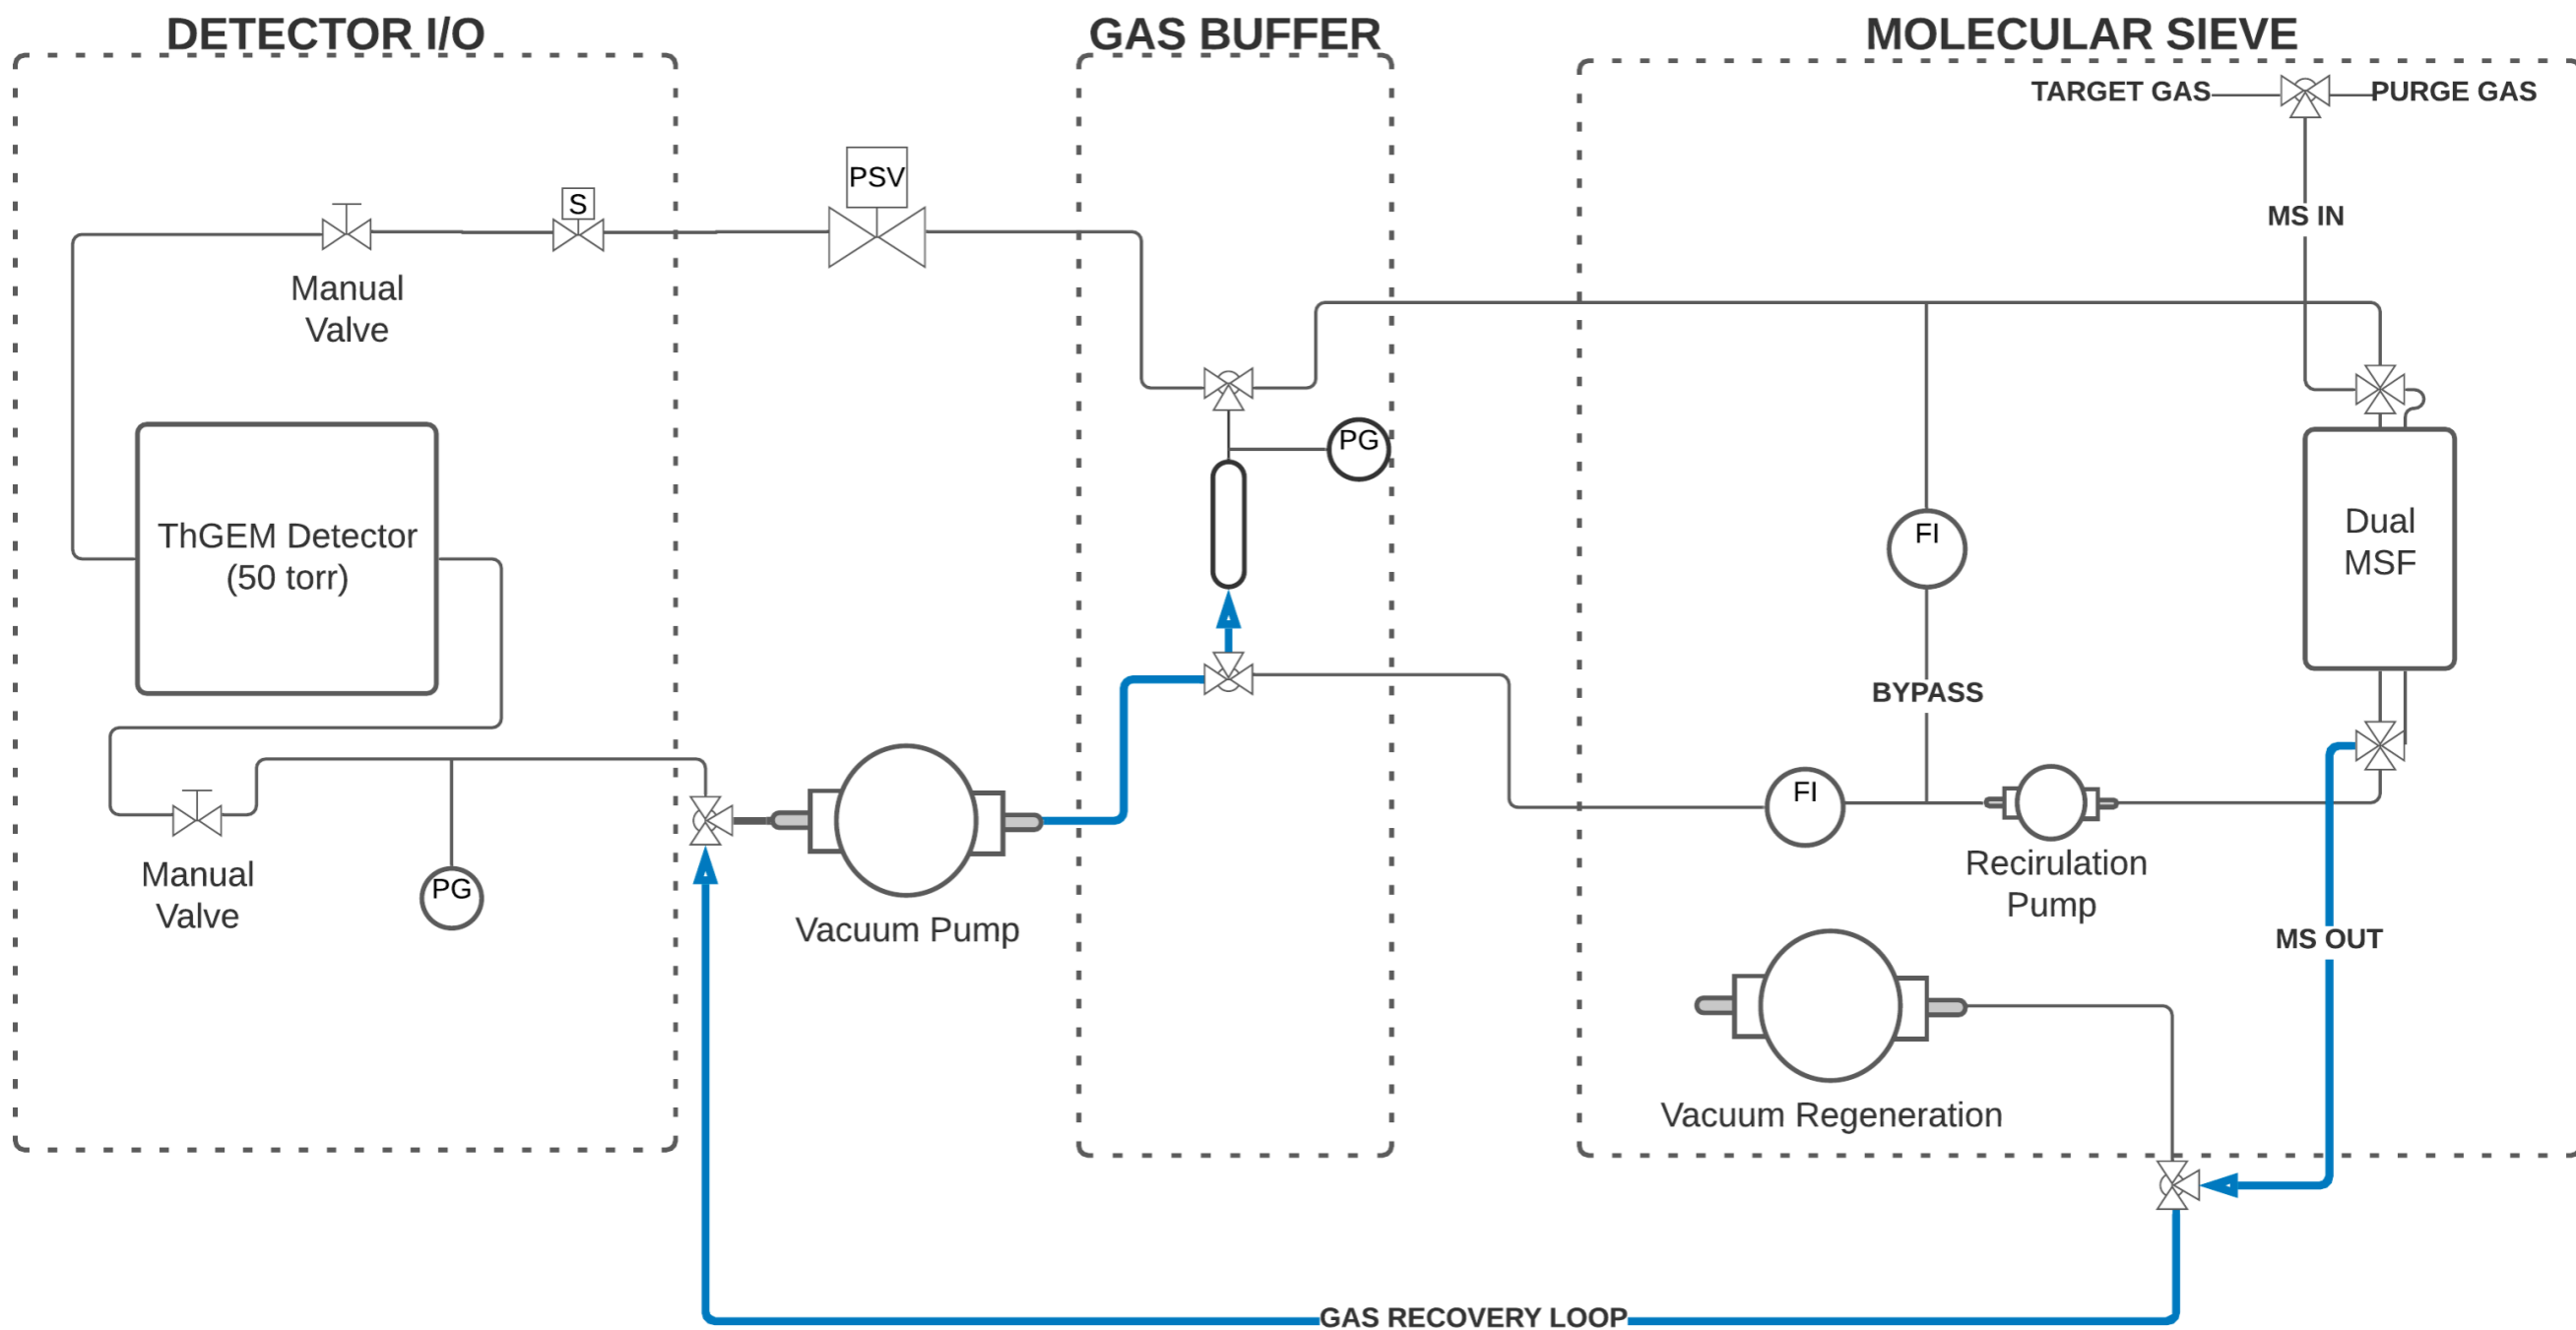 DETECTOR I/O
GAS BUFFER
MOLECULAR SIEVE
TARGET GAS
PURGE GAS
PSV
S
MS IN
Manual
Valve
PG
ThGEM Detector
(50 torr)
FI
Dual
MSF
BYPASS
FI
Recirulation
Pump
Manual
Valve
PG
Vacuum Pump
MS OUT
Vacuum Regeneration
GAS RECOVERY LOOP